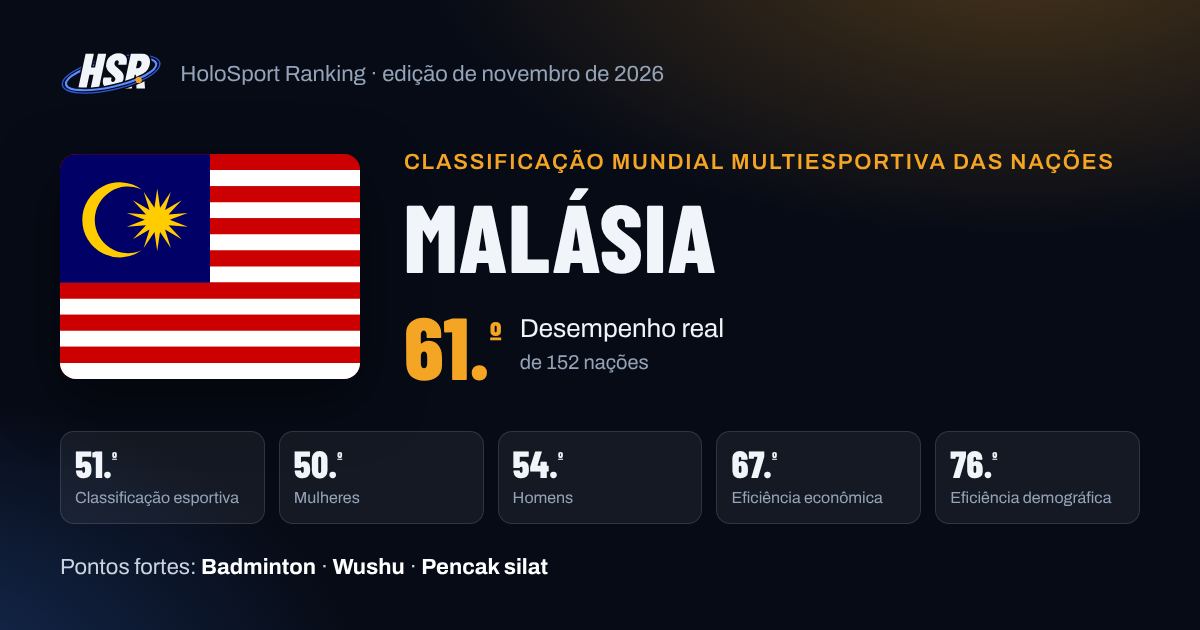 HSR HoloSport Ranking · edição de novembro de 2026
CLASSIFICAÇÃO MUNDIAL MULTIESPORTIVA DAS NAÇÕES
MALÁSIA
61.º Desempenho real
de 152 nações
51.º
Classificação esportiva
50.º
Mulheres
54.º
Homens
67.º
Eficiência econômica
76.º
Eficiência demográfica
Pontos fortes: Badminton · Wushu · Pencak silat